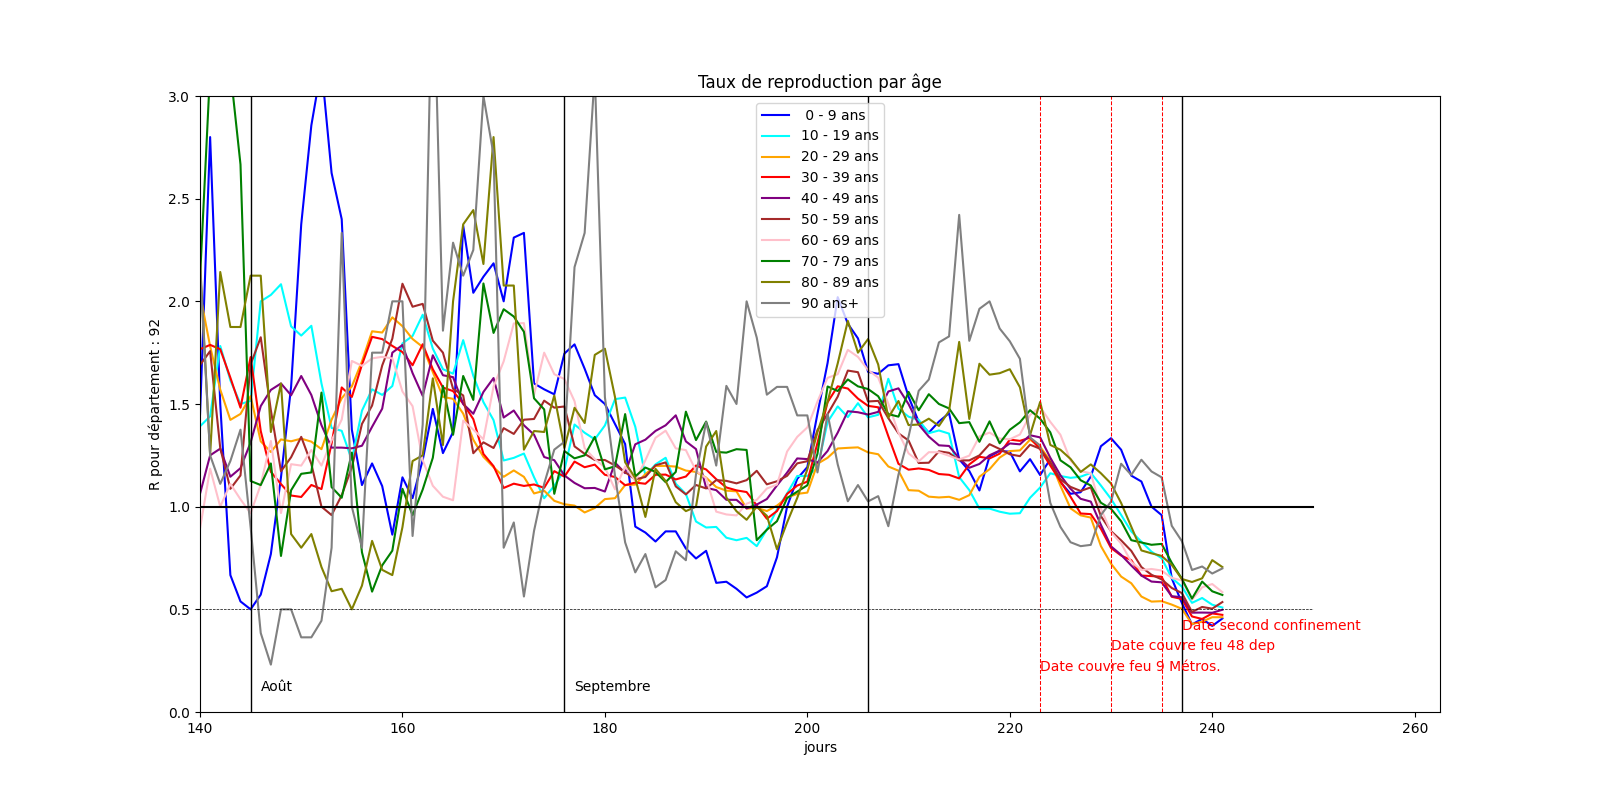 Taux de reproduction par âge
3.0
2.5
2.0
1.5
1.0
0.5
0.0
R pour département : 92
0 - 9 ans
10 - 19 ans
20 - 29 ans
30 - 39 ans
40 - 49 ans
50 - 59 ans
60 - 69 ans
70 - 79 ans
80 - 89 ans
90 ans+
Date second confinement
Date couvre feu 48 dep
Date couvre feu 9 Métros.
Août
Septembre
140
160
180
200
220
240
260
jours